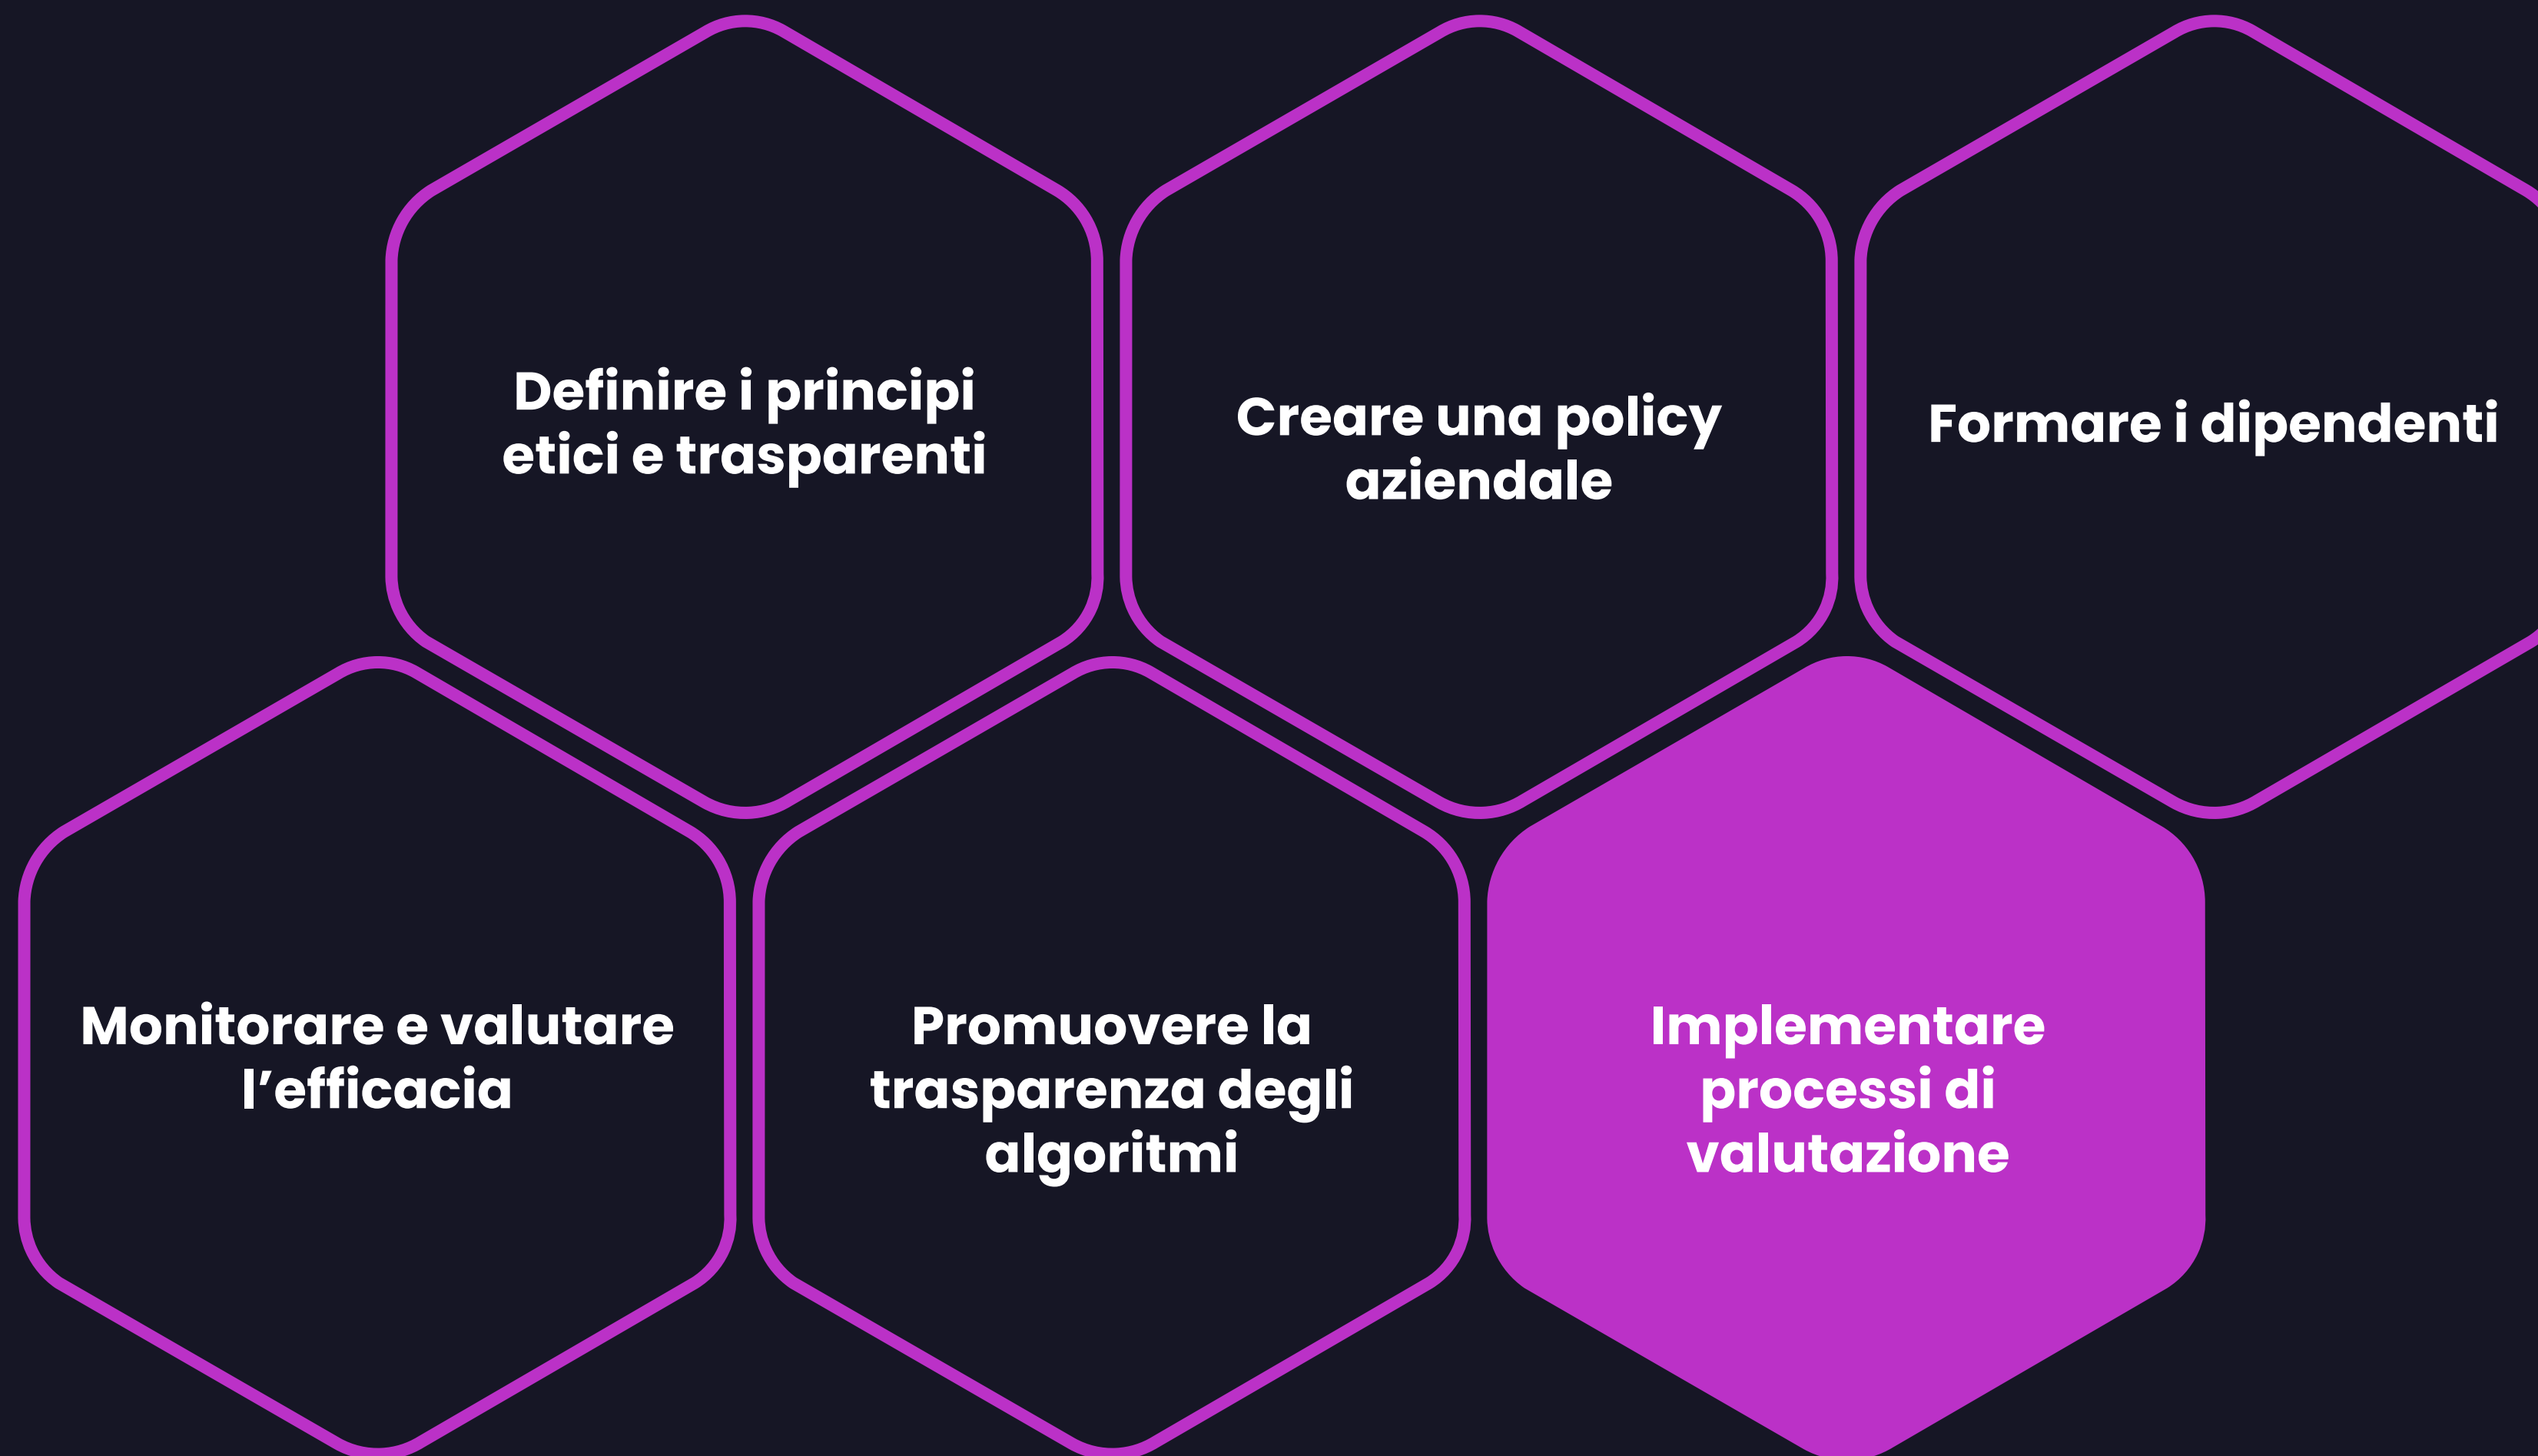 Definire i principi
etici e trasparenti
Creare una policy
aziendale
Formare i dipendenti
Monitorare e valutare
l’efficacia
Promuovere la
trasparenza degli
algoritmi
Implementare
processi di
valutazione